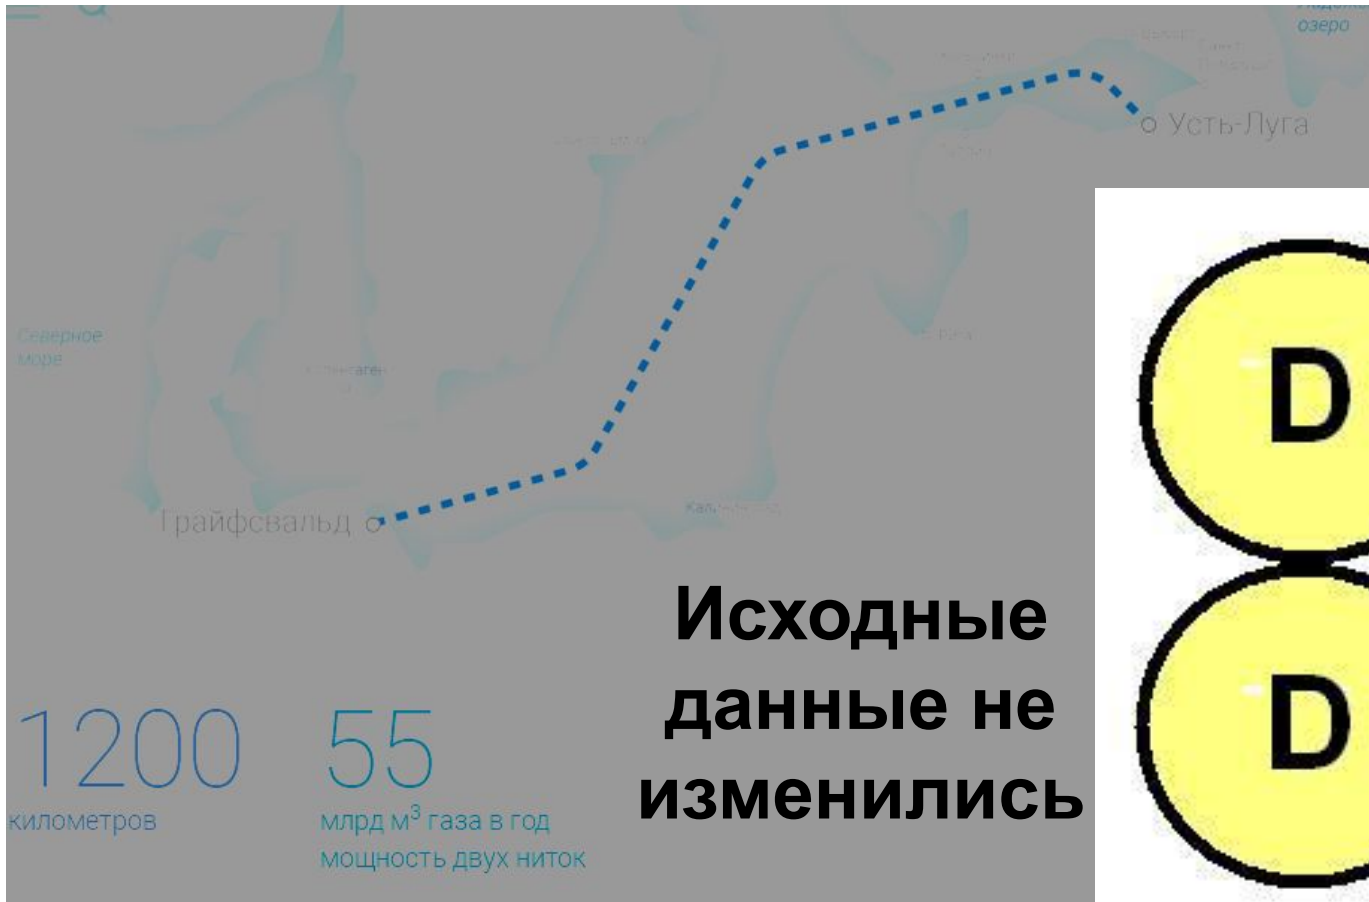 озеро
Усть-Луга
Северное
море
Рига
Грайфсвальд
D
D
Исходные
данные не
изменились
1200
километров
55
млрд м³ газа в год
мощность двух ниток